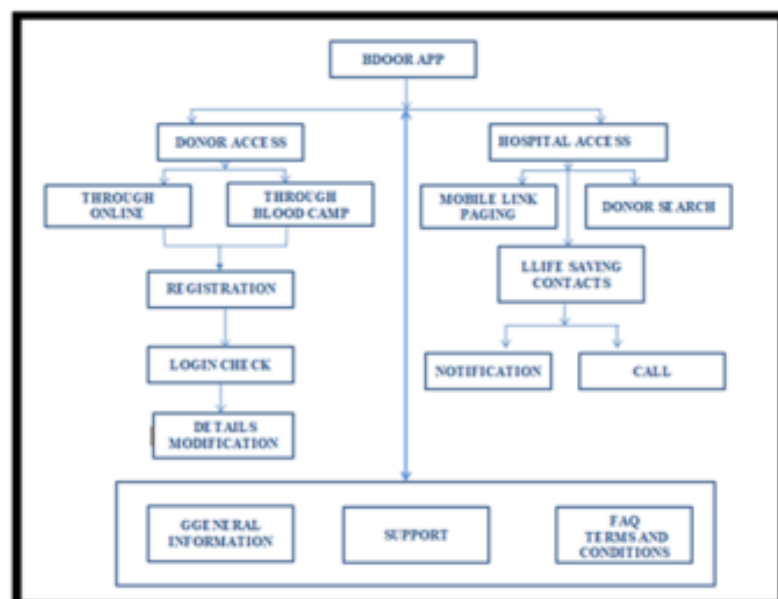 BDOOR APP
DONOR ACCESS
HOSPITAL ACCESS
THROUGH
ONLINE
THROUGH
BLOOD CAMP
MOBILE LINK
PAGING
DONOR SEARCH
REGISTRATION
LLIFE SAVING
CONTACTS
LOGIN CHECK
NOTIFICATION
CALL
DETAILS
MODIFICATION
GGENERAL
INFORMATION
SUPPORT
FAQ
TERMS AND
CONDITIONS